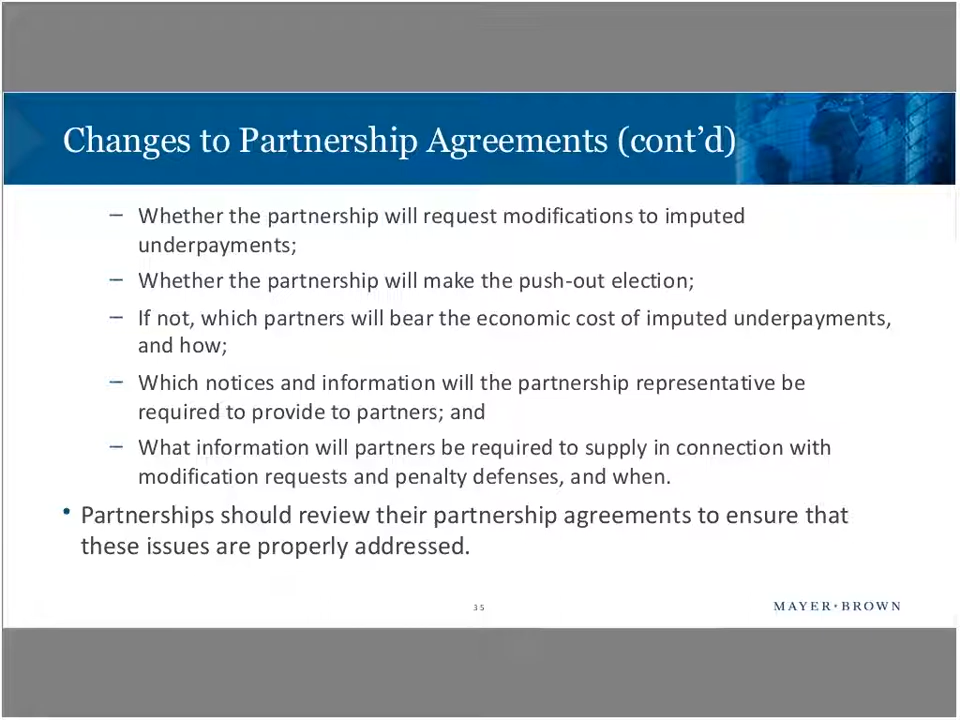 Changes to Partnership Agreements (cont’d)
– Whether the partnership will request modifications to imputed
underpayments;
– Whether the partnership will make the push-out election;
– If not, which partners will bear the economic cost of imputed underpayments,
and how;
– Which notices and information will the partnership representative be
required to provide to partners; and
– What information will partners be required to supply in connection with
modification requests and penalty defenses, and when.
• Partnerships should review their partnership agreements to ensure that
these issues are properly addressed.
35
MAYER•BROWN